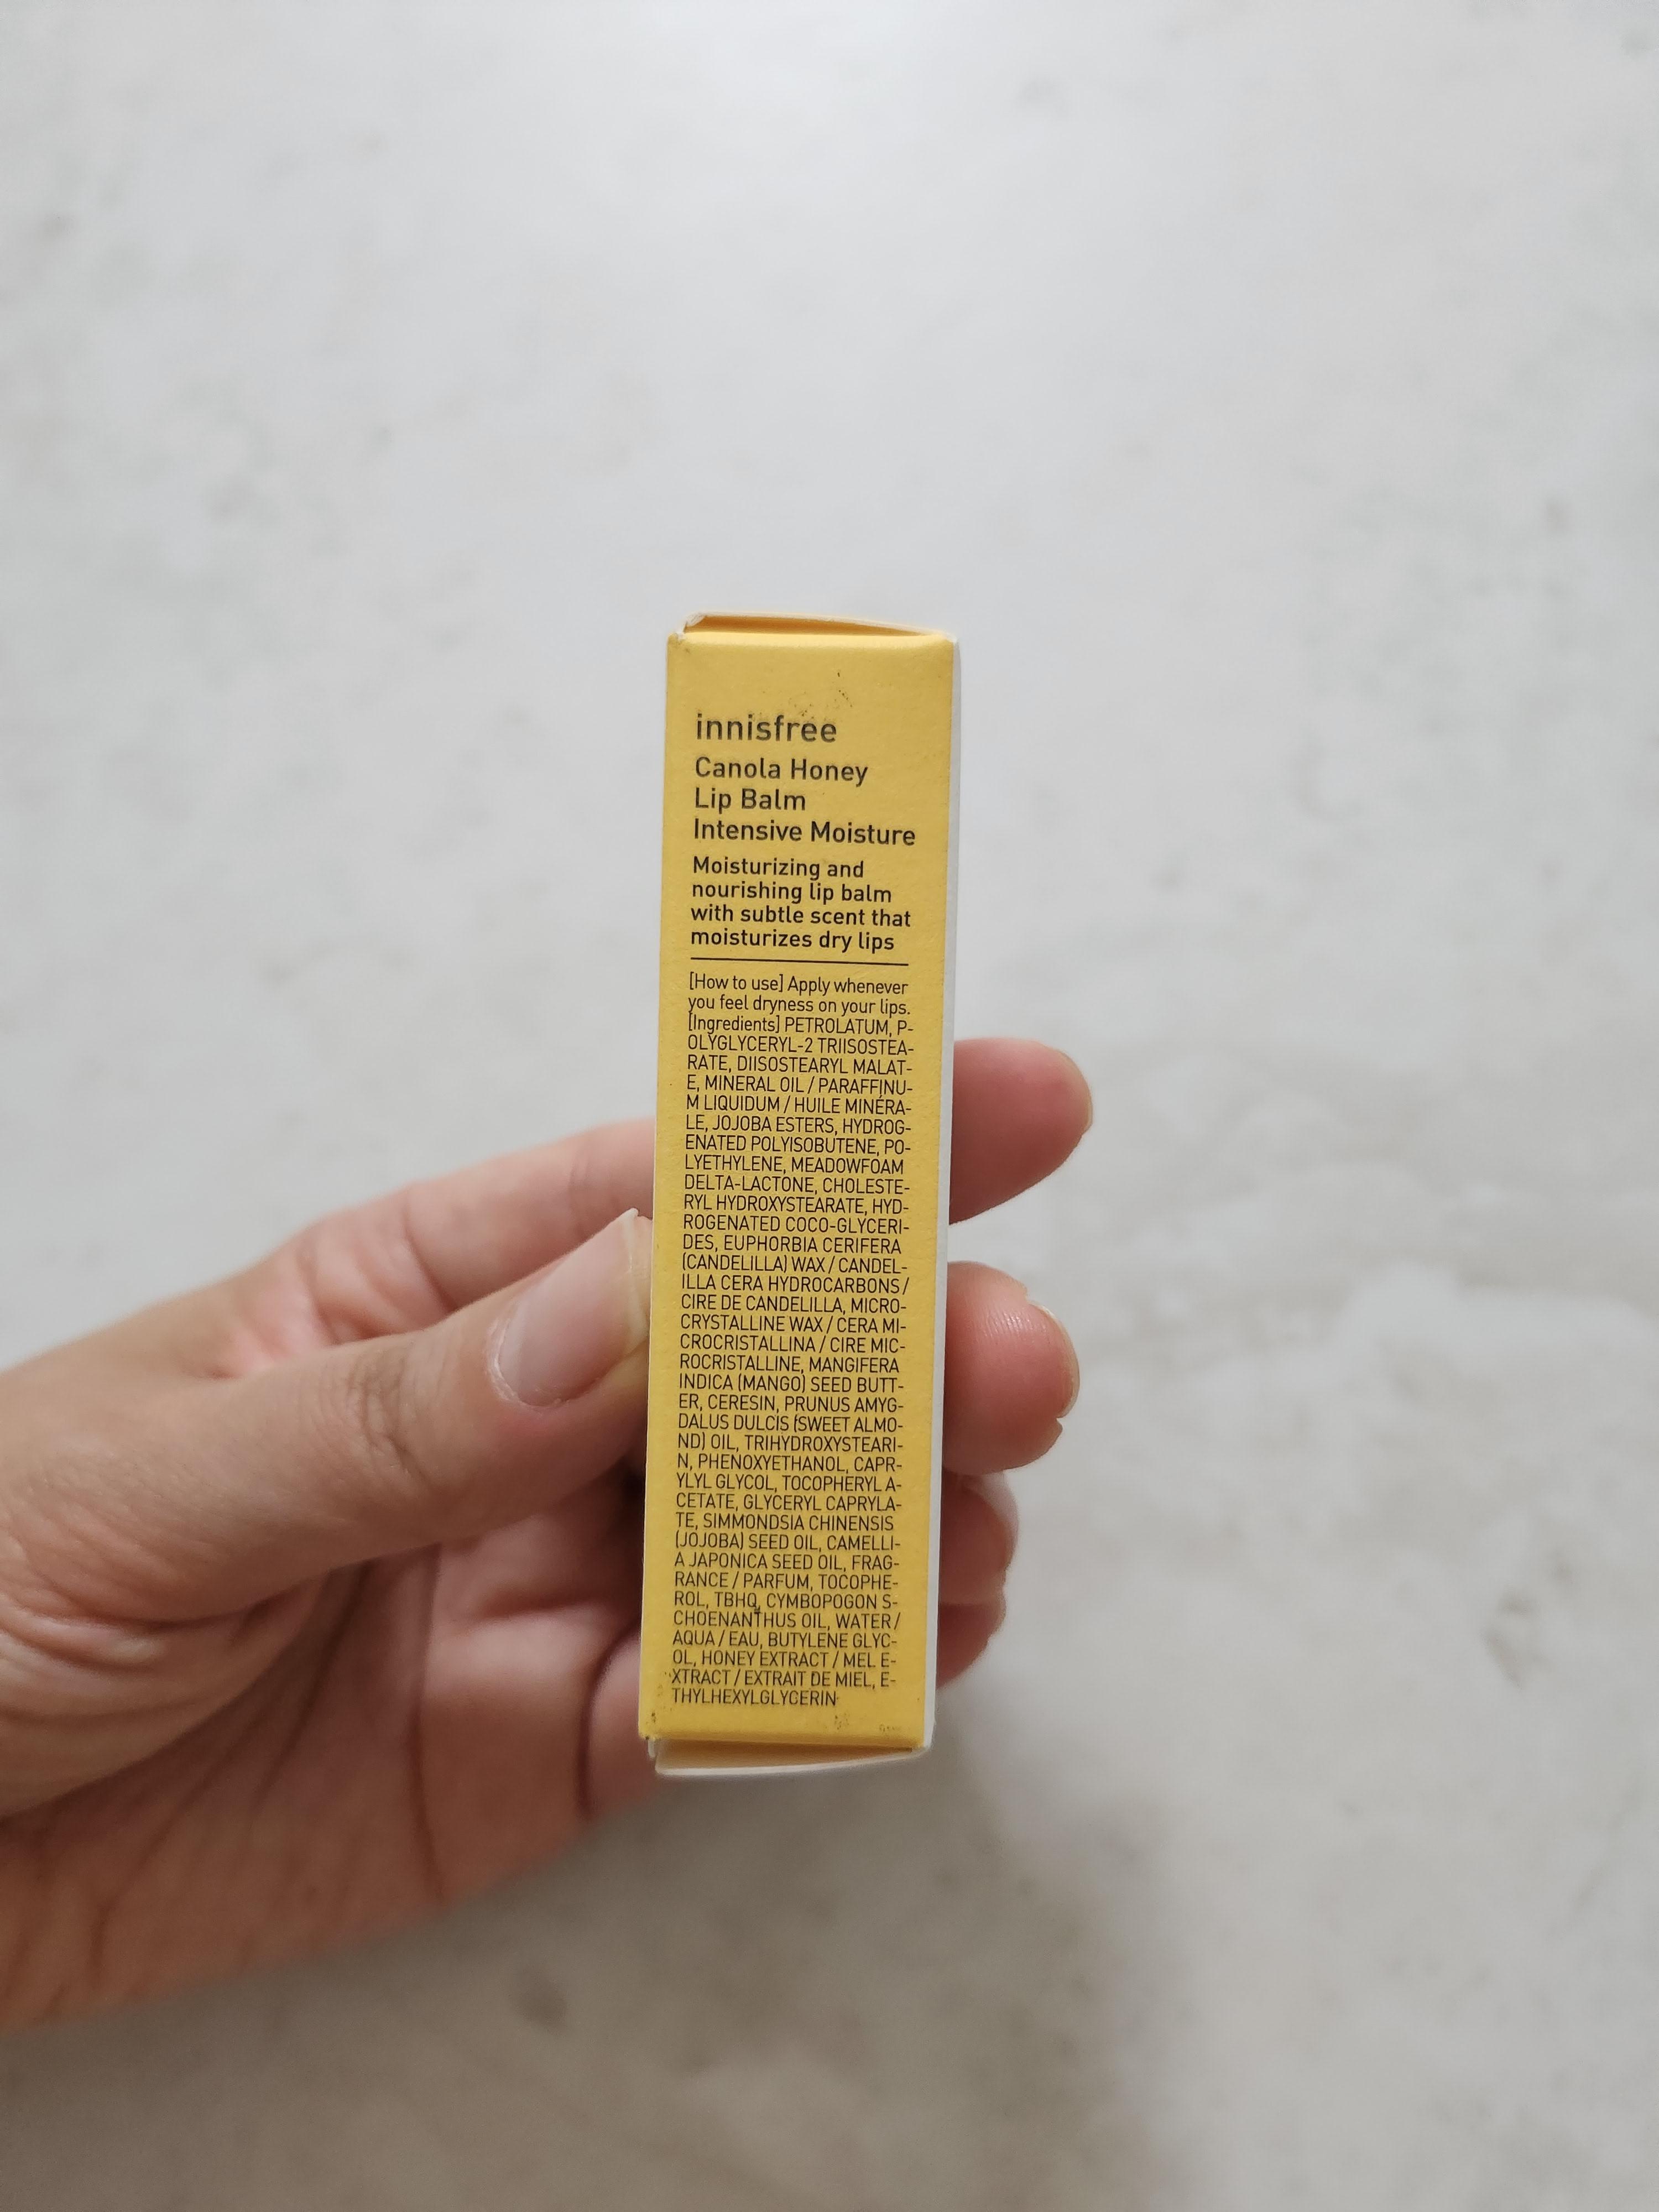 innisfree
Canola Honey
Lip Balm
Intensive Moisture
Moisturizing and
nourishing lip balm
with subtle scent that
moisturizes dry lips
[How to use] Apply whenever
you feel dryness on your lips.
[Ingredients] PETROLATUM, P-
OLYGLYCERYL-2 TRIISOSTEA-
RATE, DIISOSTEARYL MALAT-
E, MINERAL OIL / PARAFFINU-
M LIQUIDUM / HUILE MINÉRA-
LE, JOJOBA ESTERS, HYDROG-
ENATED POLYISOBUTENE, PO-
LYETHYLENE, MEADOWFOAM
DELTA-LACTONE, CHOLESTE-
RYL HYDROXYSTEARATE, HYD-
ROGENATED COCO-GLYCERI-
DES, EUPHORBIA CERIFERA
(CANDELILLA) WAX / CANDEL-
ILLA CERA HYDROCARBONS /
CIRE DE CANDELILLA, MICRO-
CRYSTALLINE WAX / CERA MI-
CROCRISTALLINA / CIRE MIC-
ROCRISTALLINE, MANGIFERA
INDICA (MANGO) SEED BUTT-
ER, CERESIN, PRUNUS AMYG-
DALUS DULCIS (SWEET ALMO-
ND) OIL, TRIHYDROXYSTEARI-
N, PHENOXYETHANOL, CAPR-
YLYL GLYCOL, TOCOPHERYL A-
CETATE, GLYCERYL CAPRYLA-
TE, SIMMONDSIA CHINENSIS
(JOJOBA) SEED OIL, CAMELLI-
A JAPONICA SEED OIL, FRAG-
RANCE / PARFUM, TOCOPHE-
ROL, TBHQ, CYMBOPOGON S-
CHOENANTHUS OIL, WATER /
AQUA / EAU, BUTYLENE GLYC-
OL, HONEY EXTRACT / MEL E-
XTRACT / EXTRAIT DE MIEL, E-
THYLHEXYLGLYCERIN